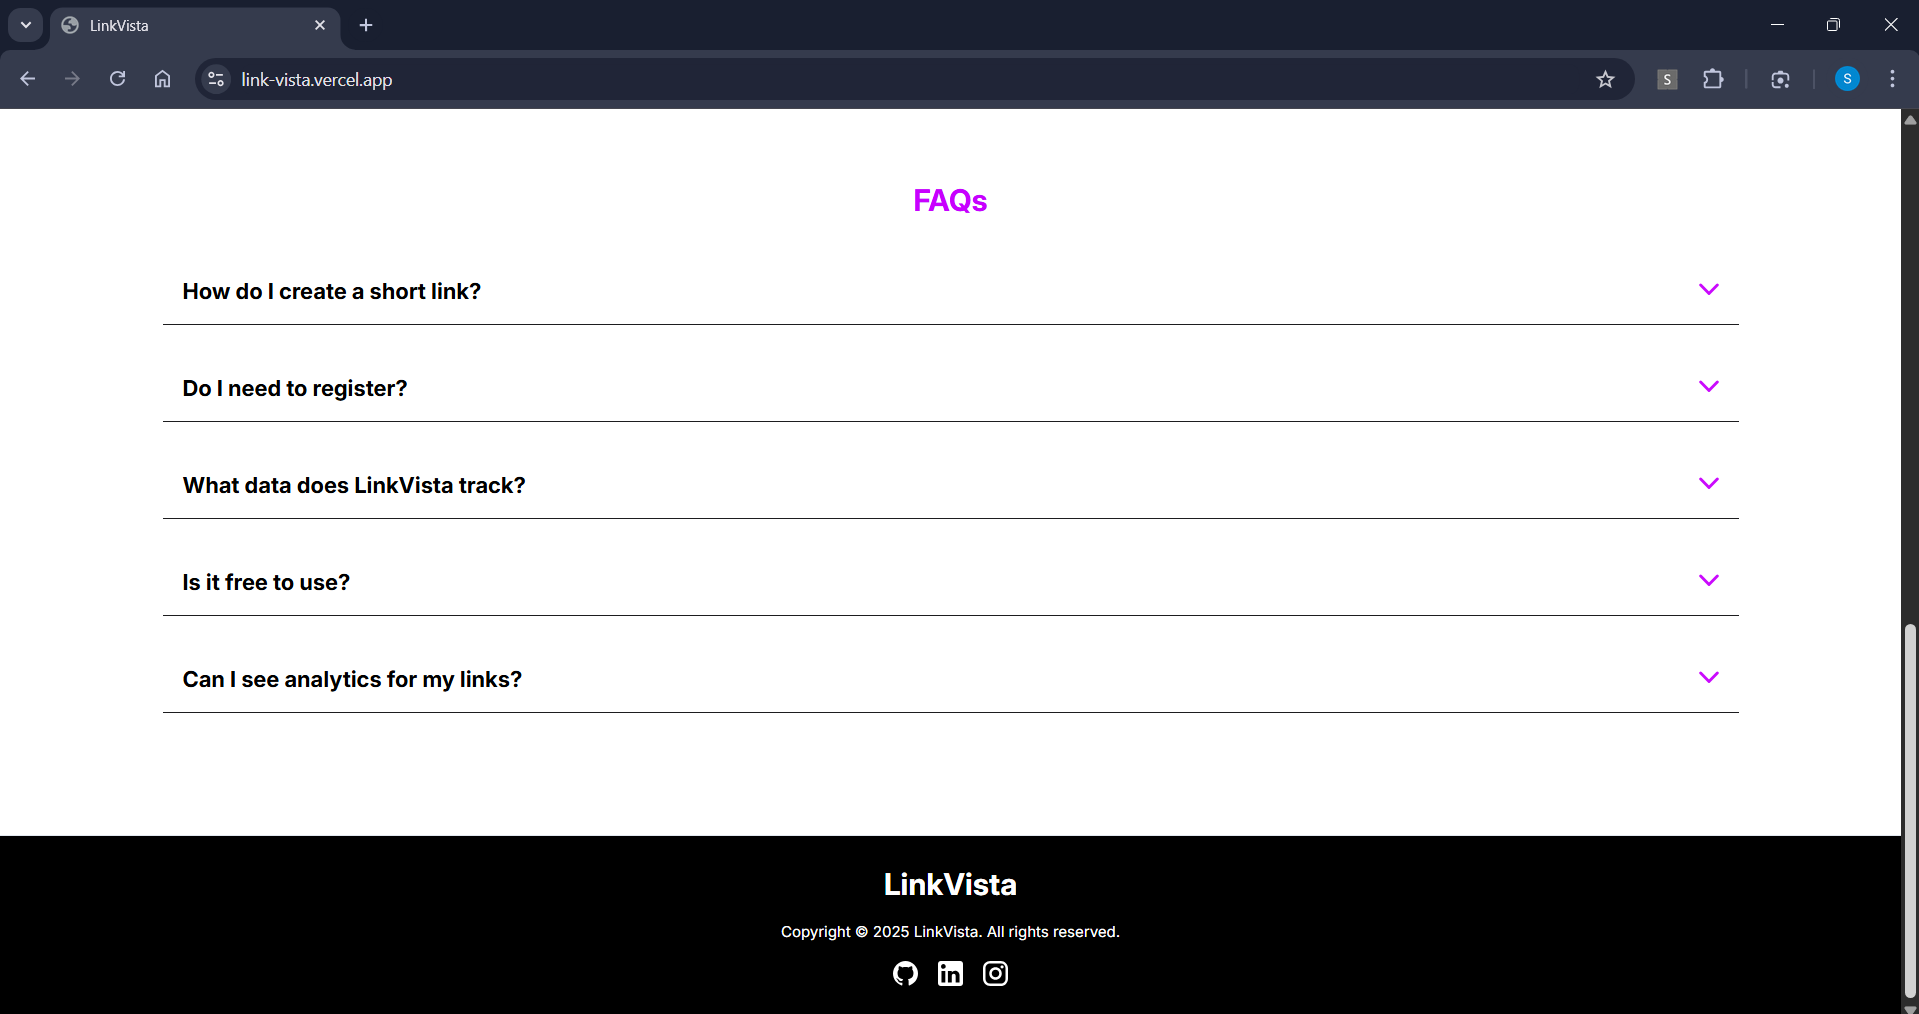 LinkVista
link-vista.vercel.app
S
S
FAQs
How do I create a short link?
Do I need to register?
What data does LinkVista track?
Is it free to use?
Can I see analytics for my links?
LinkVista
Copyright © 2025 LinkVista. All rights reserved.
in